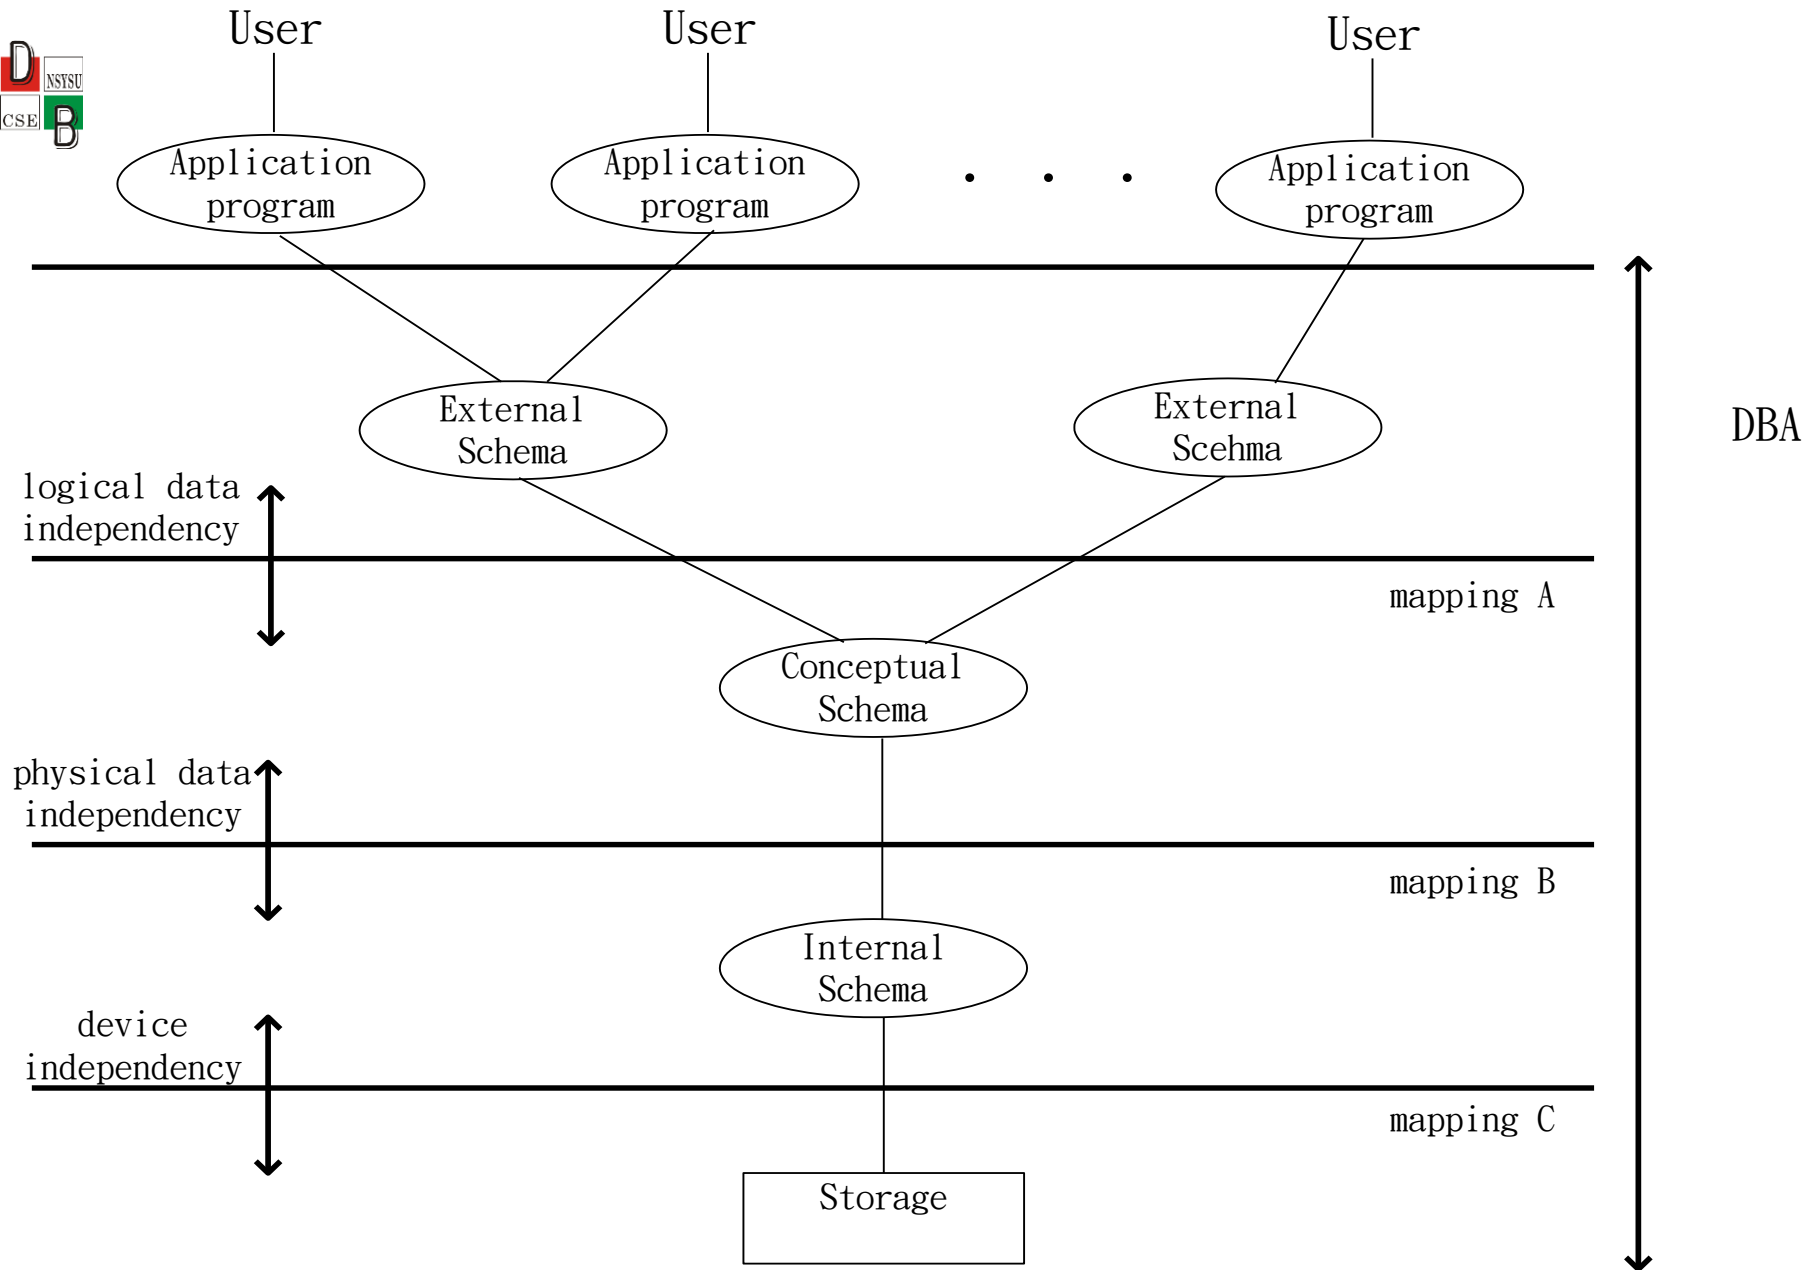 User
User
User
D
NSYSU
CSE
B
Application
program
Application
program
. . .
Application
program
External
Schema
External
Scehma
DBA
logical data
independency
mapping A
Conceptual
Schema
physical data
independency
mapping B
Internal
Schema
device
independency
mapping C
Storage